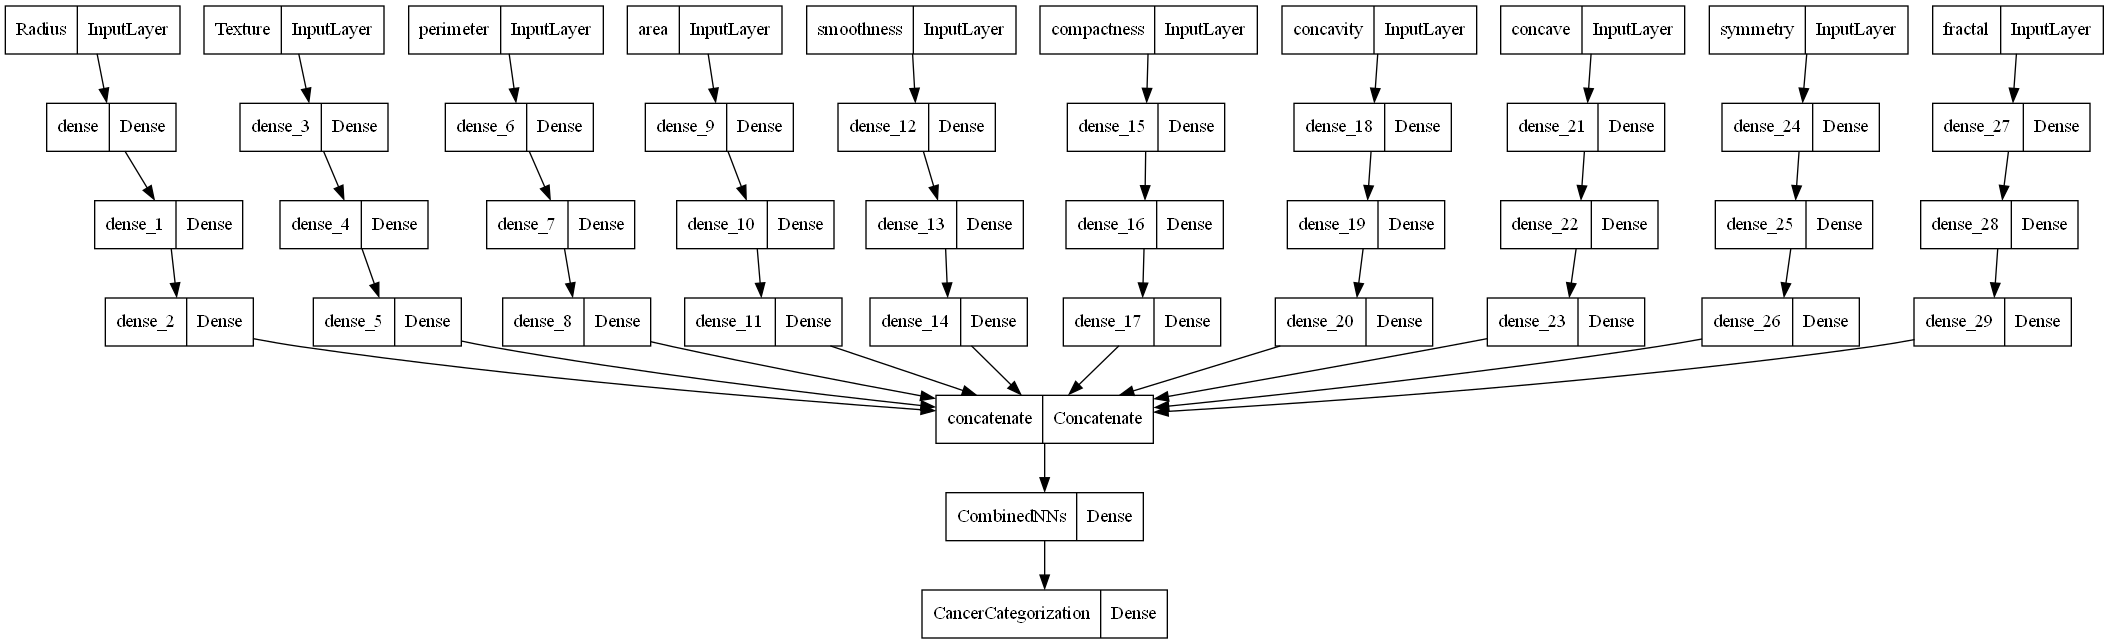 Radius InputLayer Texture InputLayer perimeter InputLayer area InputLayer smoothness InputLayer compactness InputLayer concavity InputLayer concave InputLayer symmetry InputLayer fractal InputLayer
dense Dense dense_3 Dense dense_6 Dense dense_9 Dense dense_12 Dense dense_15 Dense dense_18 Dense dense_21 Dense dense_24 Dense dense_27 Dense
dense_1 Dense dense_4 Dense dense_7 Dense dense_10 Dense dense_13 Dense dense_16 Dense dense_19 Dense dense_22 Dense dense_25 Dense dense_28 Dense
dense_2 Dense dense_5 Dense dense_8 Dense dense_11 Dense dense_14 Dense dense_17 Dense dense_20 Dense dense_23 Dense dense_26 Dense dense_29 Dense
concatenate Concatenate
CombinedNNs Dense
CancerCategorization Dense